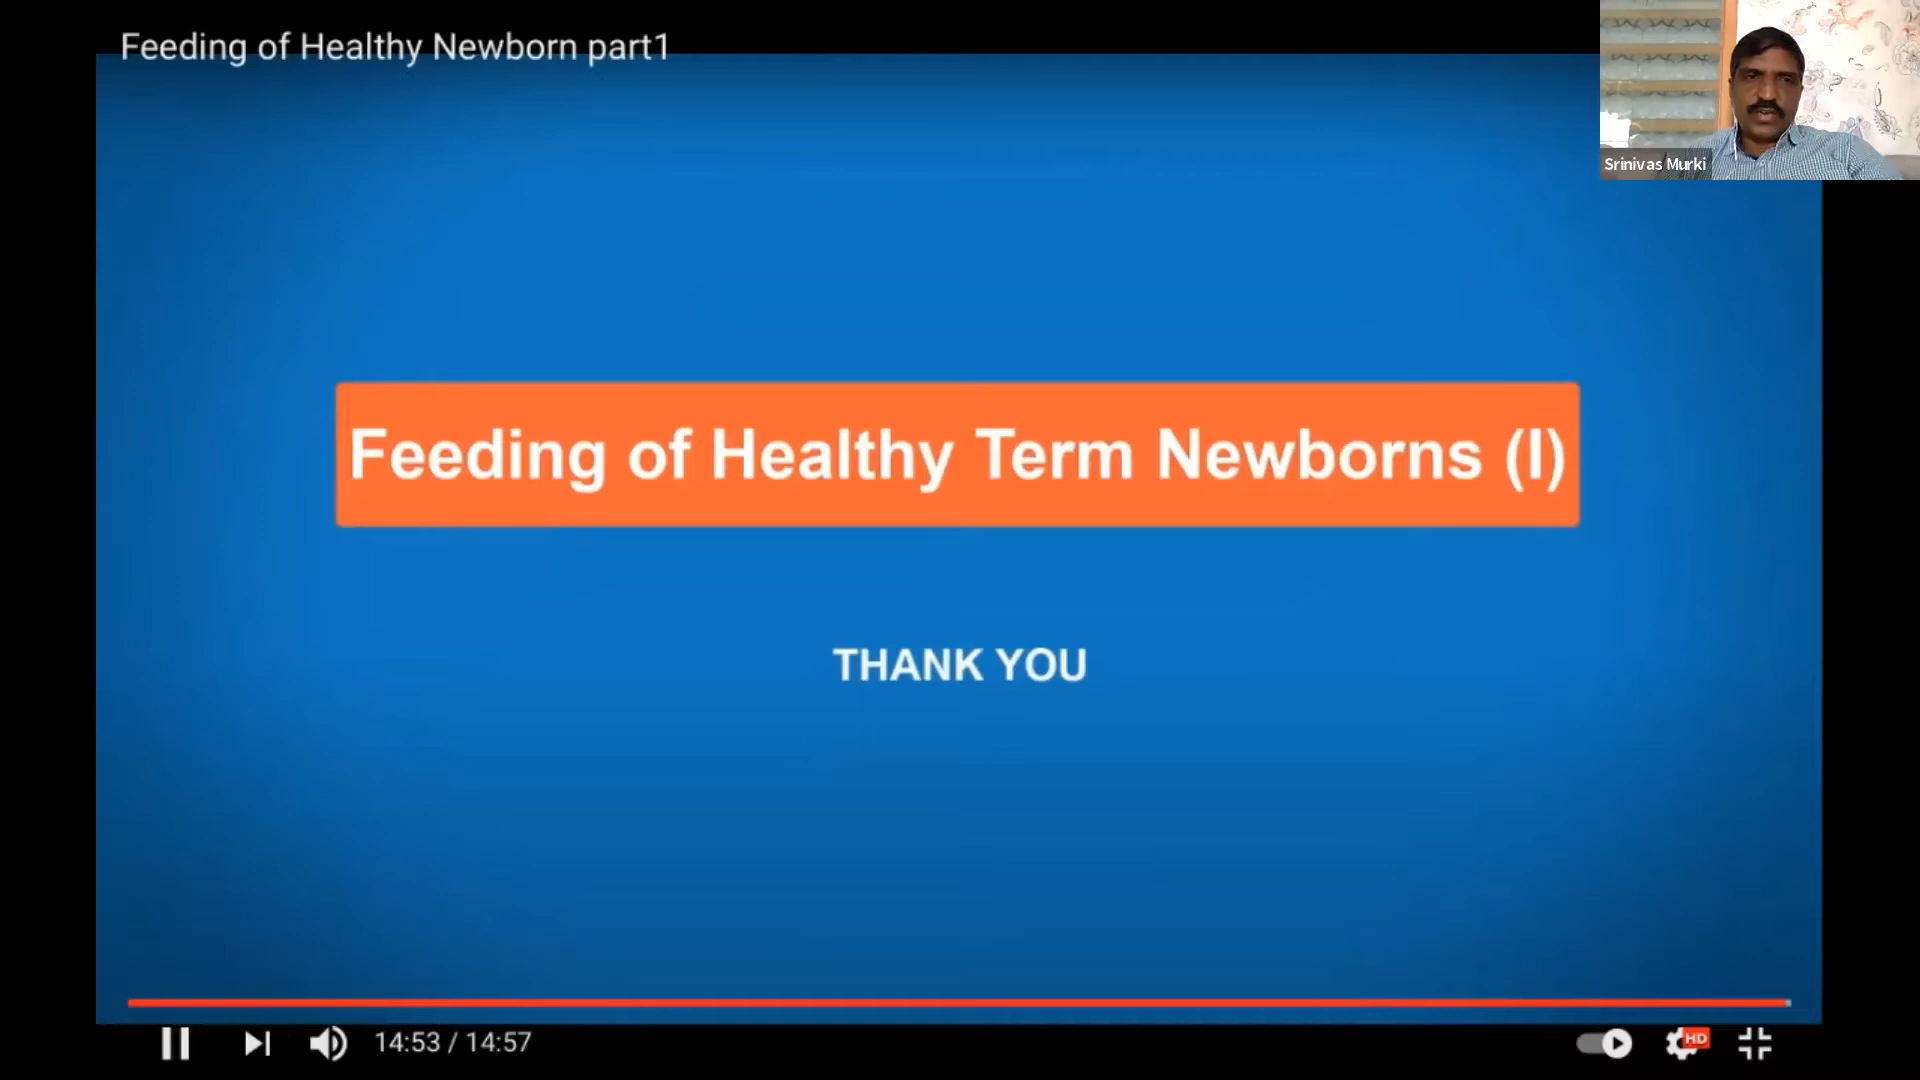 Feeding of Healthy Newborn part1
Srinivas Murki
Feeding of Healthy Term Newborns (I)
THANK YOU
14:53 / 14:57
HD